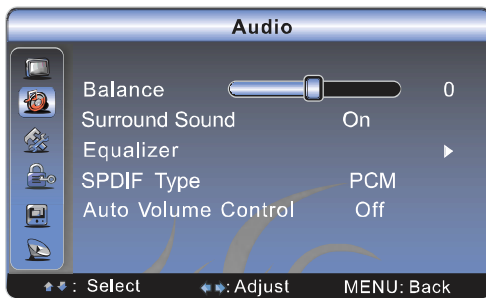 Audio
Balance 0
Surround Sound On
Equalizer
SPDIF Type PCM
Auto Volume Control Off
: Select : Adjust MENU: Back